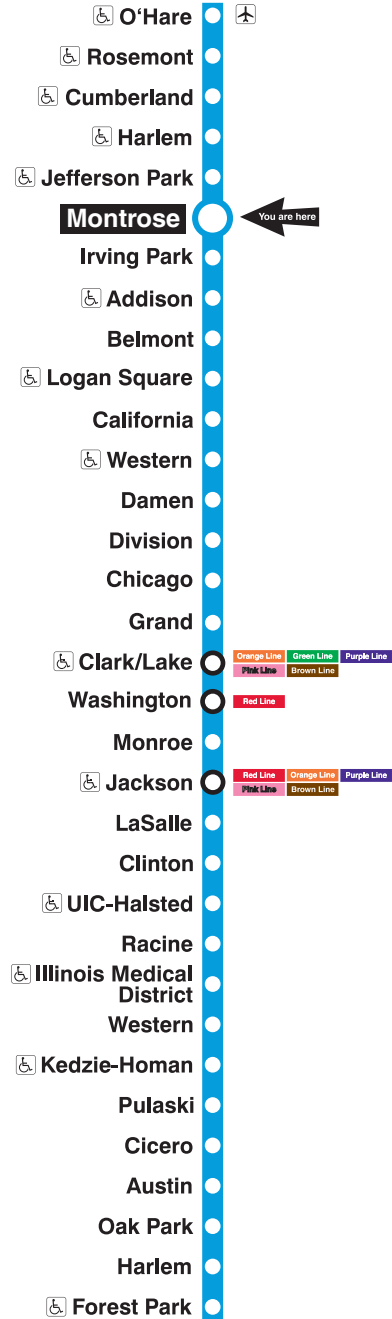 O‘Hare
Rosemont
Cumberland
Harlem
Jefferson Park
Montrose
You are here
Irving Park
Addison
Belmont
Logan Square
California
Western
Damen
Division
Chicago
Grand
Clark/Lake
Orange Line Green Line Purple Line
Pink Line Brown Line
Washington
Red Line
Monroe
Jackson
Red Line Orange Line Purple Line
Pink Line Brown Line
LaSalle
Clinton
UIC-Halsted
Racine
Illinois Medical
District
Western
Kedzie-Homan
Pulaski
Cicero
Austin
Oak Park
Harlem
Forest Park